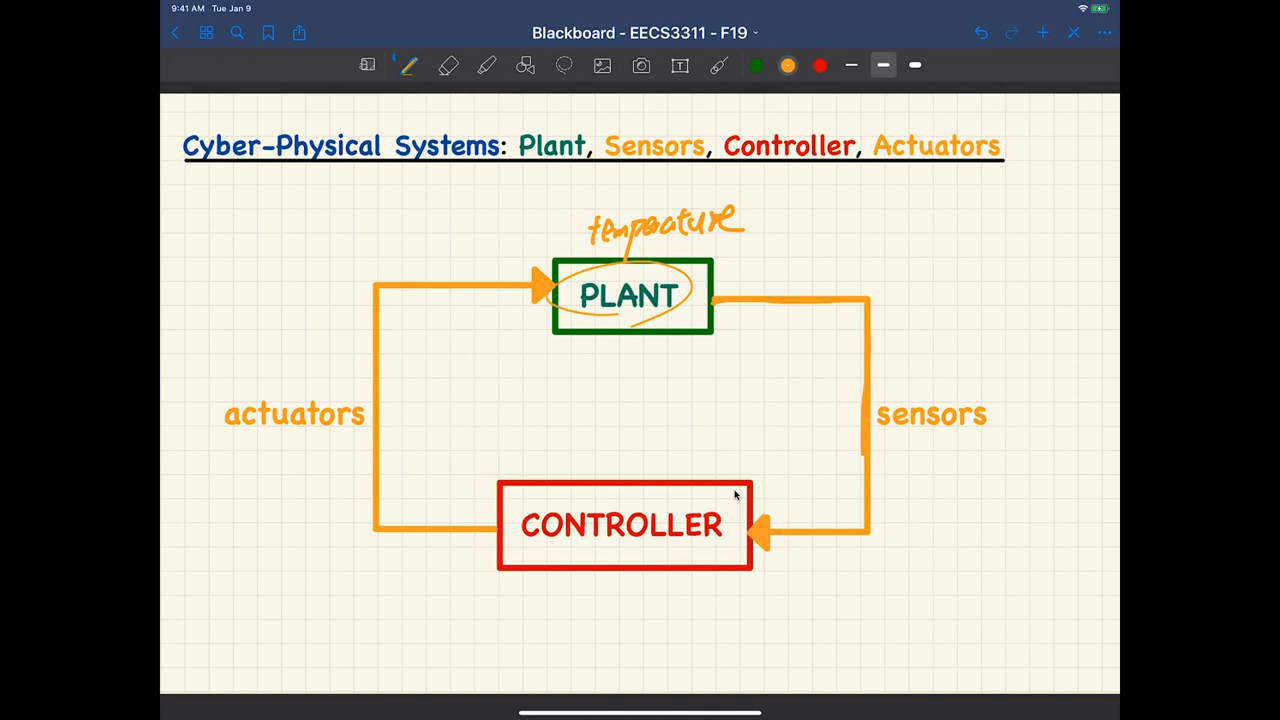 9:41 AM Tue Jan 9
Blackboard - EECS3311 - F19
Cyber-Physical Systems: Plant, Sensors, Controller, Actuators
temperature
PLANT
actuators
sensors
CONTROLLER